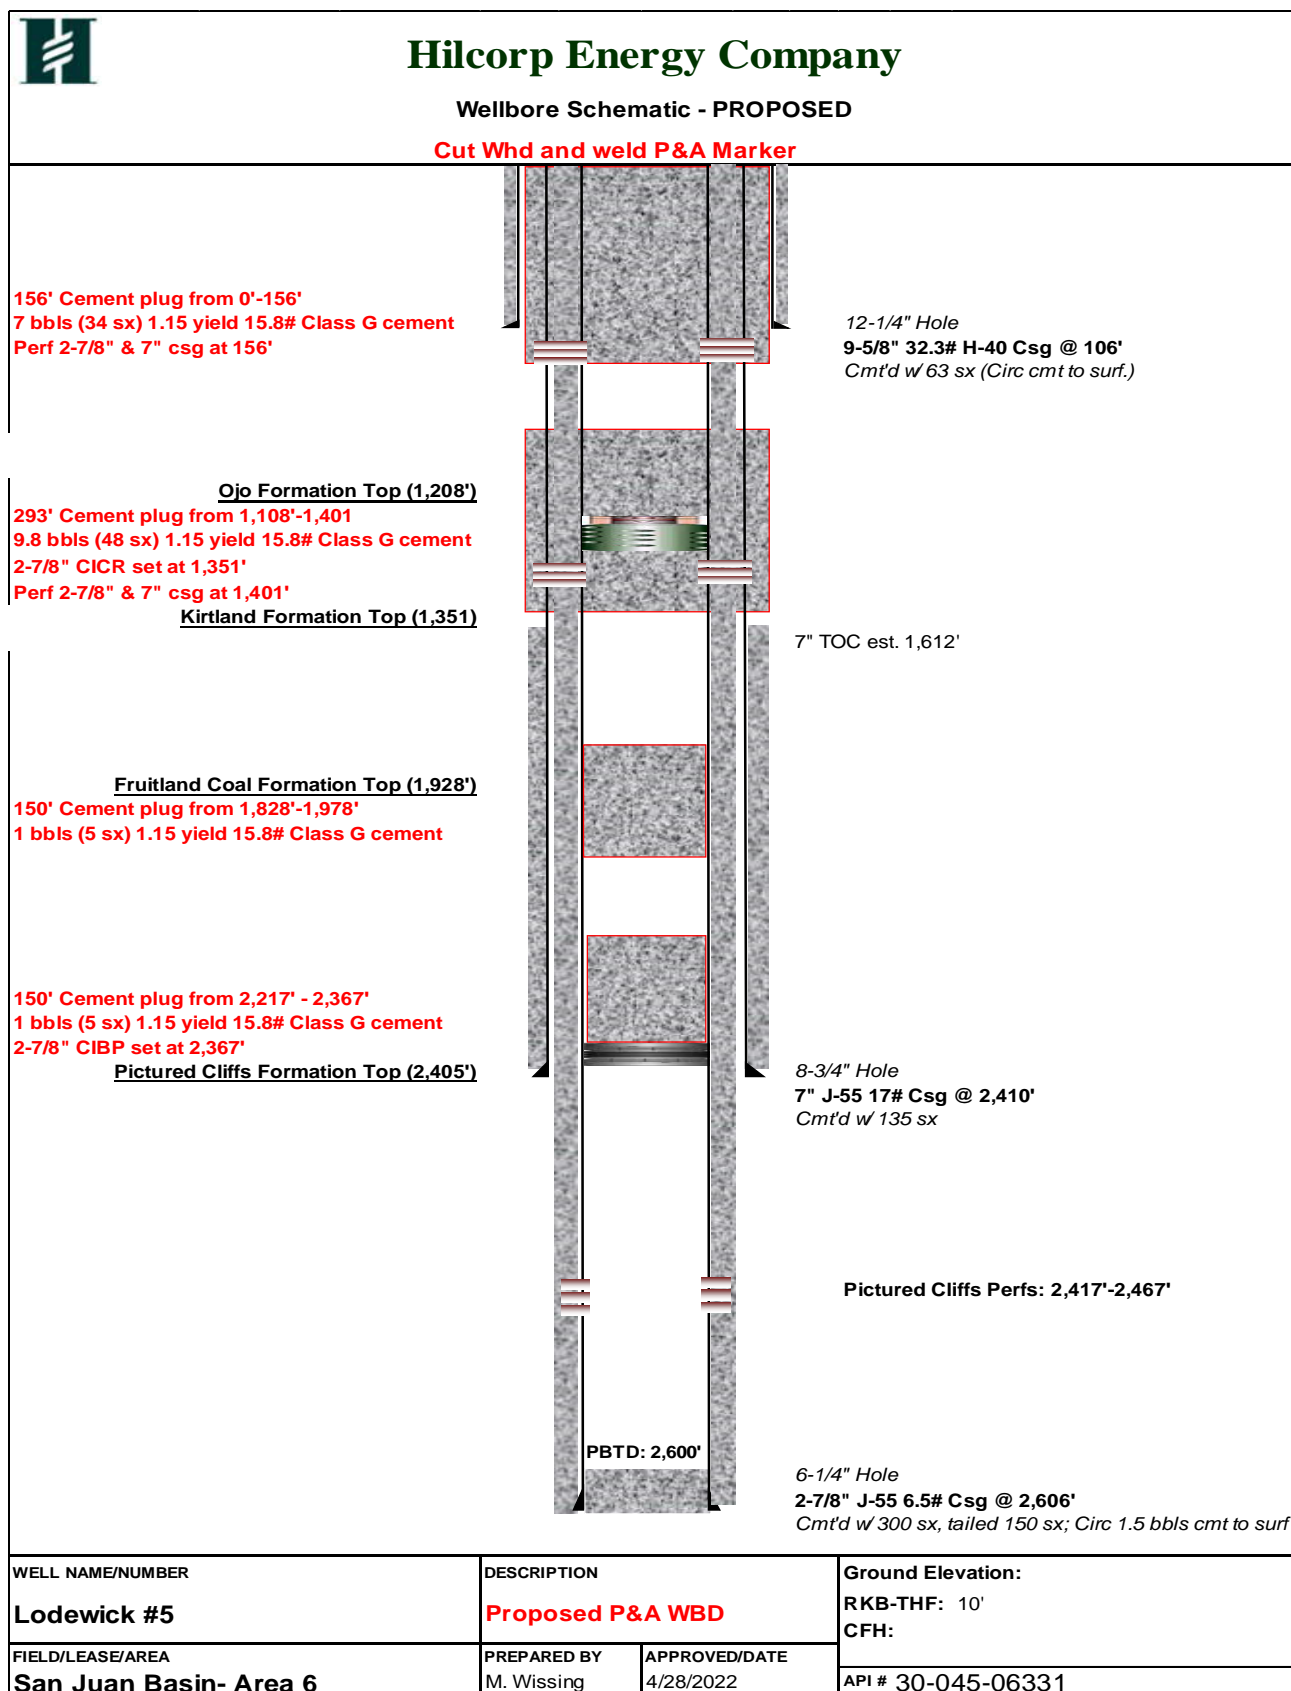 Hilcorp Energy Company
Wellbore Schematic - PROPOSED
Cut Whd and weld P&A Marker
156' Cement plug from 0'-156'
7 bbls (34 sx) 1.15 yield 15.8# Class G cement
Perf 2-7/8" & 7" csg at 156'
12-1/4" Hole
9-5/8" 32.3# H-40 Csg @ 106'
Cmt'd w/ 63 sx (Circ cmt to surf.)
Ojo Formation Top (1,208')
293' Cement plug from 1,108'-1,401
9.8 bbls (48 sx) 1.15 yield 15.8# Class G cement
2-7/8" CICR set at 1,351'
Perf 2-7/8" & 7" csg at 1,401'
Kirtland Formation Top (1,351)
7" TOC est. 1,612'
Fruitland Coal Formation Top (1,928')
150' Cement plug from 1,828'-1,978'
1 bbls (5 sx) 1.15 yield 15.8# Class G cement
150' Cement plug from 2,217' - 2,367'
1 bbls (5 sx) 1.15 yield 15.8# Class G cement
2-7/8" CIBP set at 2,367'
Pictured Cliffs Formation Top (2,405')
8-3/4" Hole
7" J-55 17# Csg @ 2,410'
Cmt'd w/ 135 sx
Pictured Cliffs Perfs: 2,417'-2,467'
PBTD: 2,600'
6-1/4" Hole
2-7/8" J-55 6.5# Csg @ 2,606'
Cmt'd w/ 300 sx, tailed 150 sx; Circ 1.5 bbls cmt to surf
WELL NAME/NUMBER
Lodewick #5
DESCRIPTION
Proposed P&A WBD
Ground Elevation:
RKB-THF: 10'
CFH:
FIELD/LEASE/AREA
San Juan Basin- Area 6
PREPARED BY
M. Wissing
APPROVED/DATE
4/28/2022
API # 30-045-06331